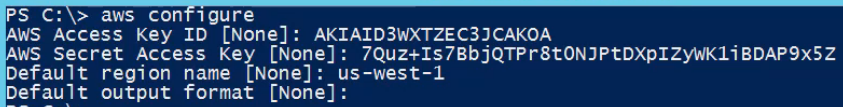 PS C:\> aws configure
AWS Access Key ID [None]: AKIAID3WXTZEC3JCAKOA
AWS Secret Access Key [None]: 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
Default region name [None]: us-west-1
Default output format [None]: